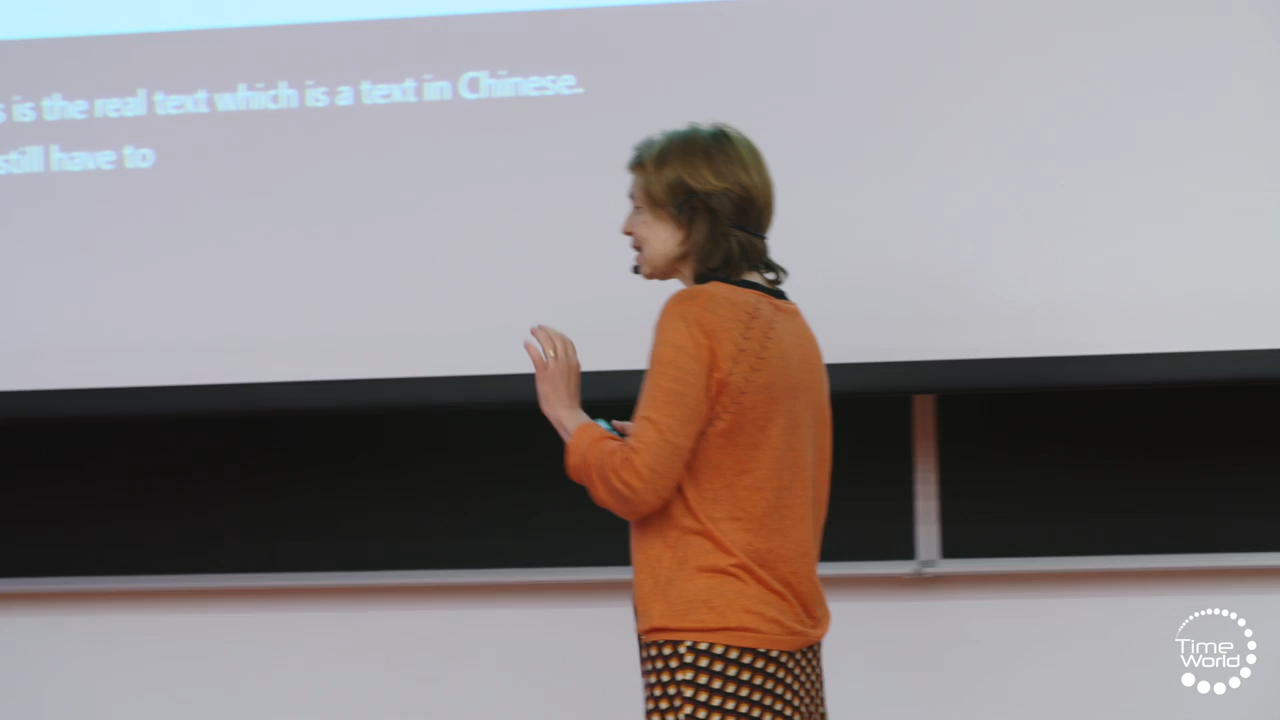 is the real text which is a text in Chinese.
still have to
Time
World